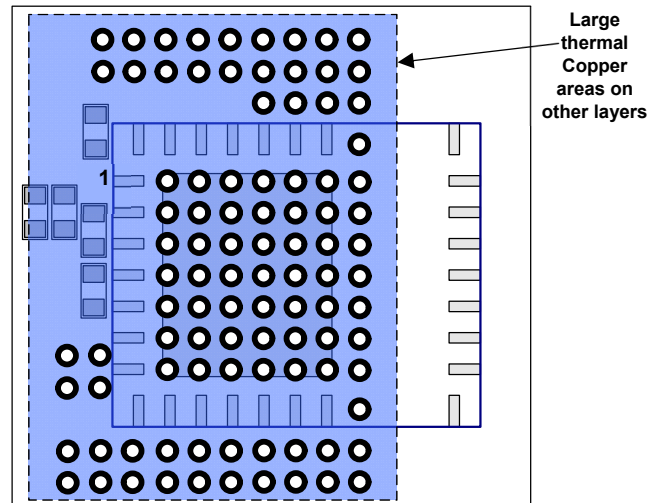 Large
thermal
Copper
areas on
other layers
1